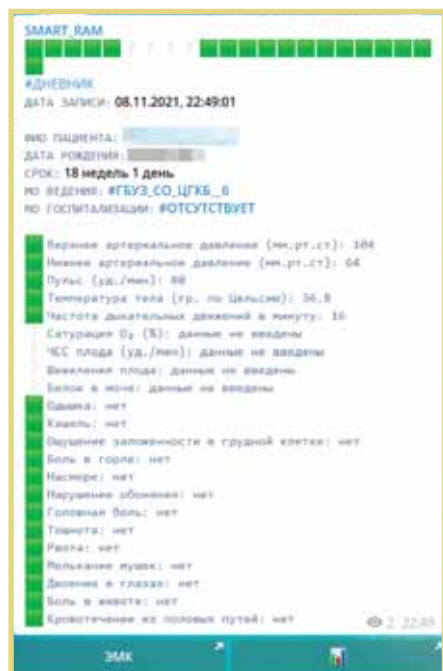 SMART_RAM
? ? ? ?
#ДНЕВНИК
ДАТА ЗАПИСИ: 08.11.2021, 22:49:01
ФИО ПАЦИЕНТА:
ДАТА РОЖДЕНИЯ:
СРОК: 18 недель 1 день
МО ВЕДЕНИЯ: #ГБУЗ_СО_ЦГКБ_6
МО ГОСПИТАЛИЗАЦИИ: #ОТСУТСТВУЕТ
Верхнее артериальное давление (мм.рт.ст): 104
Нижнее артериальное давление (мм.рт.ст): 64
Пульс (уд./мин): 80
Температура тела (гр. по Цельсию): 36.8
Частота дыхательных движений в минуту: 16
Сатурация O₂ (%): данные не введены
ЧСС плода (уд./мин): данные не введены
Шевеления плода: данные не введены
Белок в моче: данные не введены
Одышка: нет
Кашель: нет
Ощущение заложенности в грудной клетке: нет
Боль в горле: нет
Насморк: нет
Нарушение обоняния: нет
Головная боль: нет
Тошнота: нет
Рвота: нет
Мелькание мушек: нет
Двоение в глазах: нет
Боль в животе: нет
Кровотечение из половых путей: нет
2 22:49
ЭМК